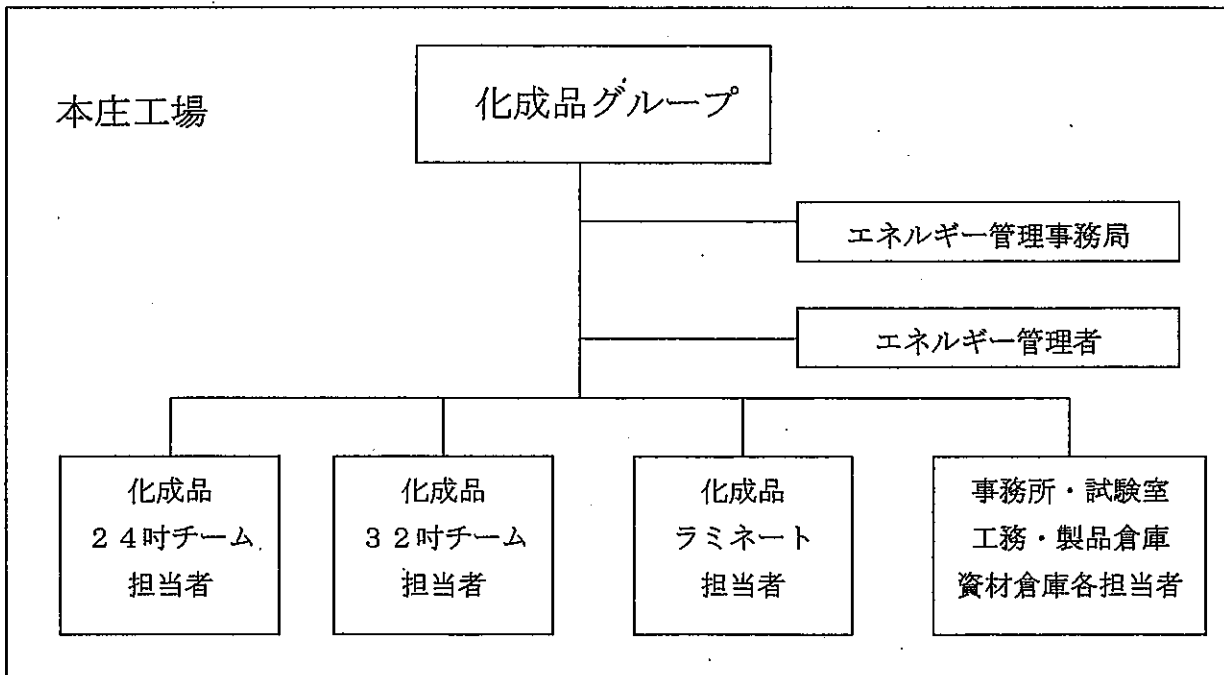 本庄工場
化成品グループ
エネルギー管理事務局
エネルギー管理者
化成品
２４吋チーム
担当者
化成品
３２吋チーム
担当者
化成品
ラミネート
担当者
事務所・試験室
工務・製品倉庫
資材倉庫各担当者